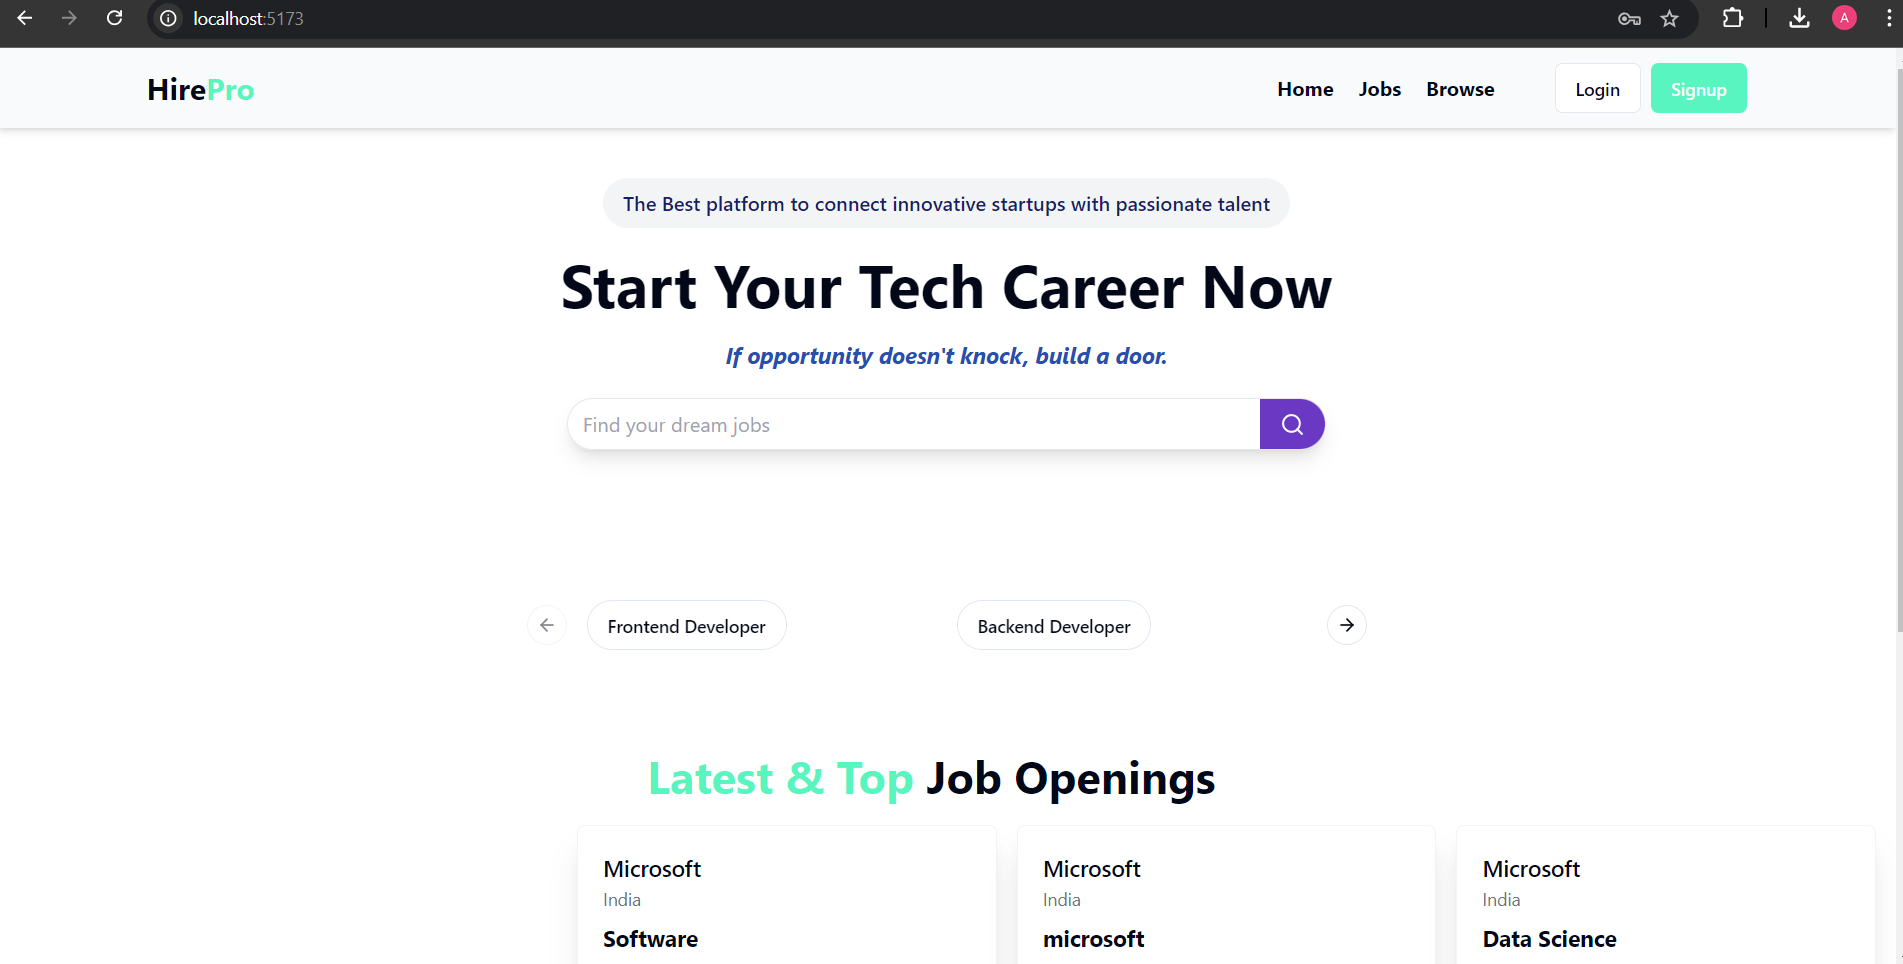 localhost:5173
A
HirePro
Home Jobs Browse Login Signup
The Best platform to connect innovative startups with passionate talent
Start Your Tech Career Now
If opportunity doesn't knock, build a door.
Find your dream jobs
Frontend Developer Backend Developer
Latest & Top Job Openings
Microsoft Microsoft Microsoft
India India India
Software microsoft Data Science